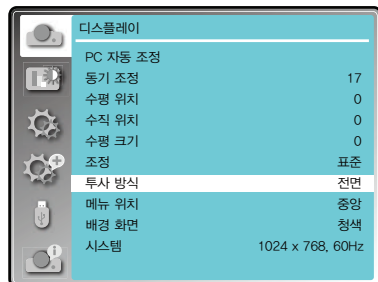 디스플레이
PC 자동 조정
동기 조정 17
수평 위치 0
수직 위치 0
수평 크기 0
조정 표준
투사 방식 전면
메뉴 위치 중앙
배경 화면 청색
시스템 1024 x 768, 60Hz